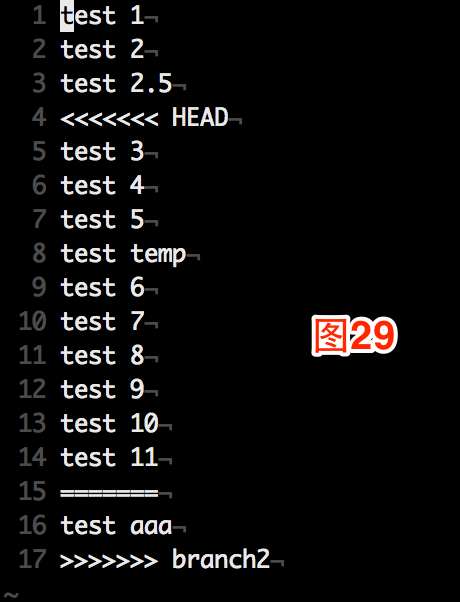 1 test 1¬
2 test 2¬
3 test 2.5¬
4 <<<<<<< HEAD¬
5 test 3¬
6 test 4¬
7 test 5¬
8 test temp¬
9 test 6¬
10 test 7¬
图29
11 test 8¬
12 test 9¬
13 test 10¬
14 test 11¬
15 =======¬
16 test aaa¬
17 >>>>>>> branch2¬
~